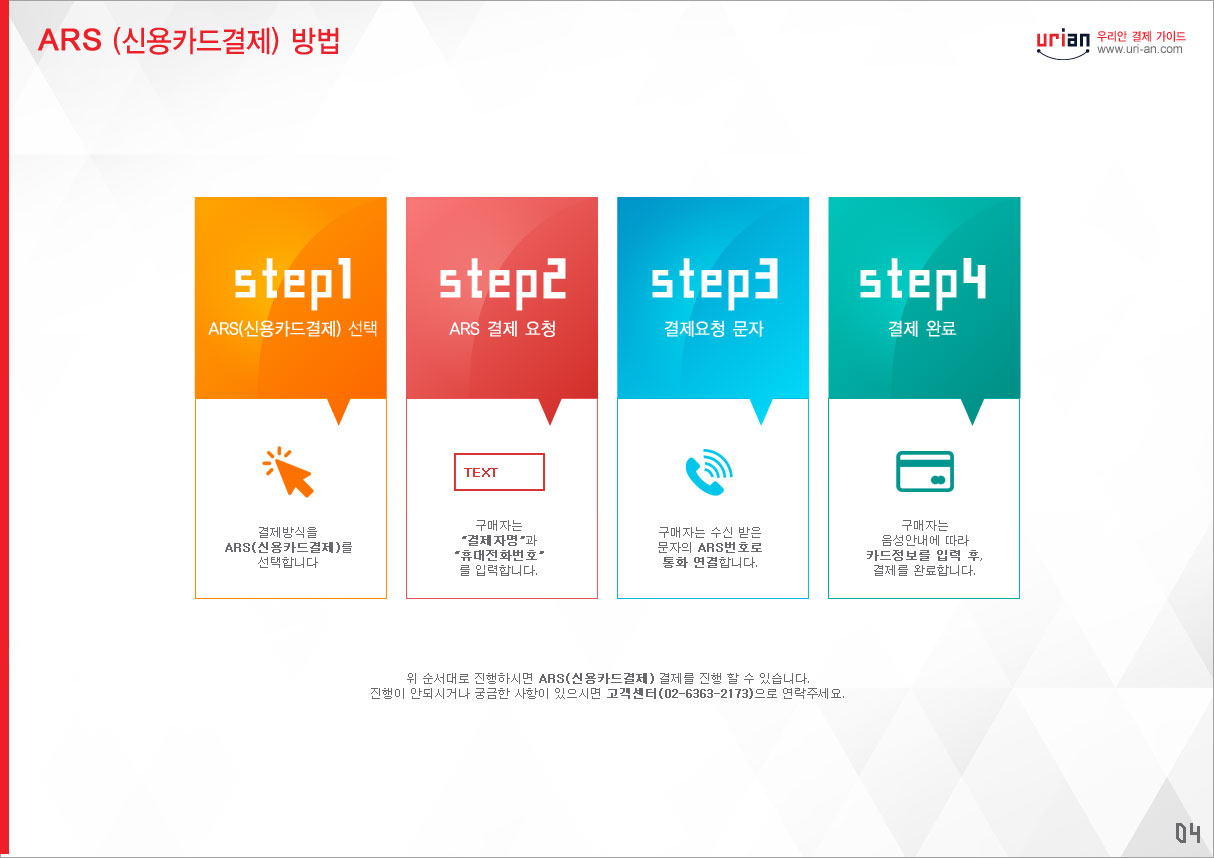 ARS (신용카드결제) 방법
urian 우리안 결제 가이드
www.uri-an.com
step1
ARS(신용카드결제) 선택
결제방식을
ARS(신용카드결제)를
선택합니다
step2
ARS 결제 요청
TEXT
구매자는
"결제자명"과
"휴대전화번호"
를 입력합니다.
step3
결제요청 문자
구매자는 수신 받은
문자의 ARS번호로
통화 연결합니다.
step4
결제 완료
구매자는
음성안내에 따라
카드정보를 입력 후,
결제를 완료합니다.
위 순서대로 진행하시면 ARS(신용카드결제) 결제를 진행 할 수 있습니다.
진행이 안되시거나 궁금한 사항이 있으시면 고객센터(02-6363-2173)으로 연락주세요.
04